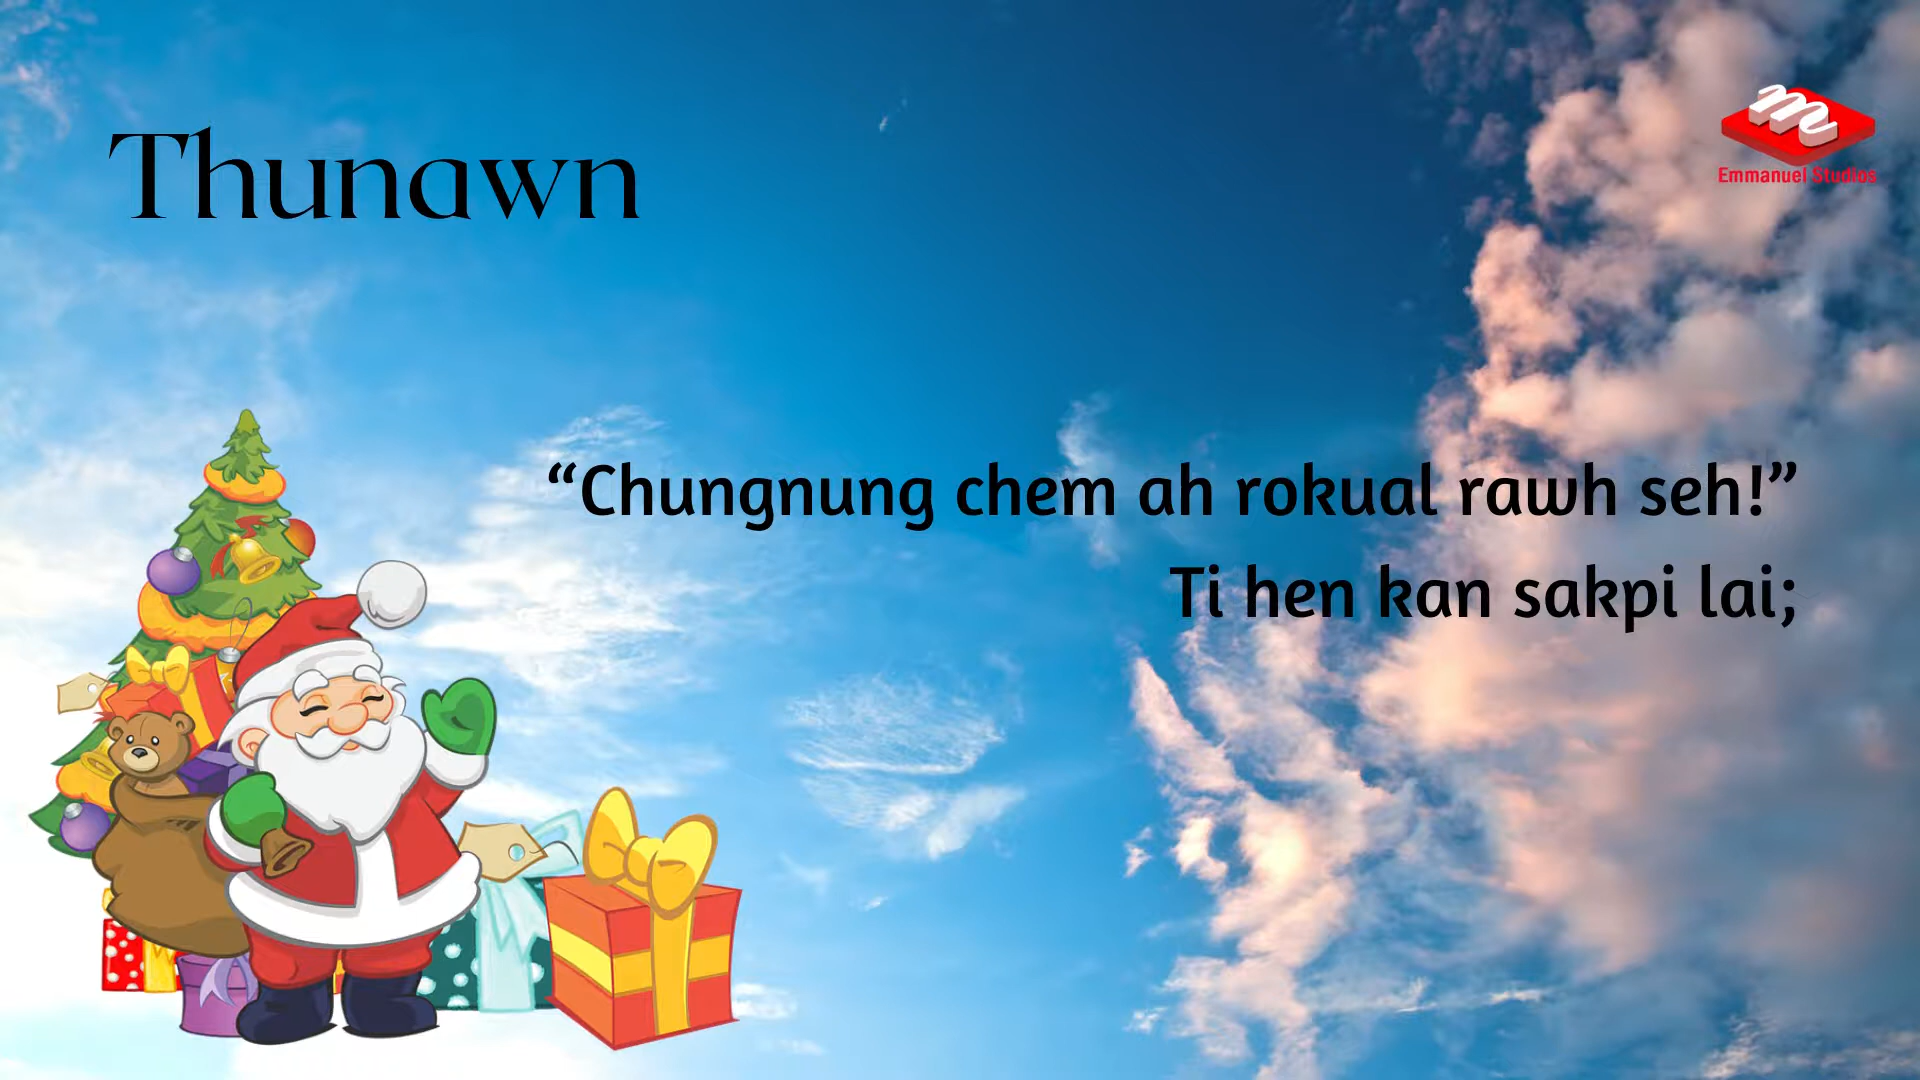 Thunawn
Emmanuel Studios
“Chungnung chem ah rokual rawh seh!”
Ti hen kan sakpi lai;